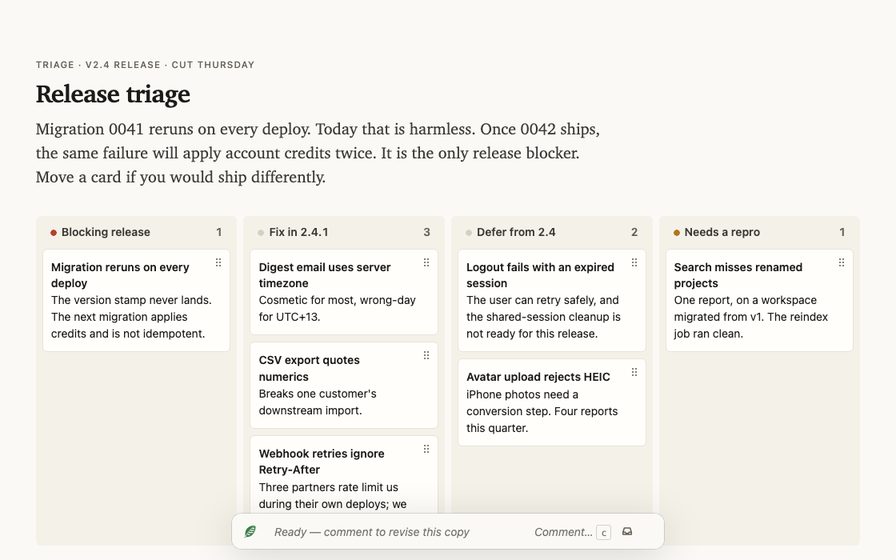 TRIAGE · V2.4 RELEASE · CUT THURSDAY
Release triage
Migration 0041 reruns on every deploy. Today that is harmless. Once 0042 ships,
the same failure will apply account credits twice. It is the only release blocker.
Move a card if you would ship differently.
Blocking release 1
Migration reruns on every
deploy
The version stamp never lands.
The next migration applies
credits and is not idempotent.
Fix in 2.4.1 3
Digest email uses server
timezone
Cosmetic for most, wrong-day
for UTC+13.
CSV export quotes
numerics
Breaks one customer's
downstream import.
Webhook retries ignore
Retry-After
Three partners rate limit us
during their own deploys; we
Defer from 2.4 2
Logout fails with an expired
session
The user can retry safely, and
the shared-session cleanup is
not ready for this release.
Avatar upload rejects HEIC
iPhone photos need a
conversion step. Four reports
this quarter.
Needs a repro 1
Search misses renamed
projects
One report, on a workspace
migrated from v1. The reindex
job ran clean.
Ready — comment to revise this copy
Comment... c